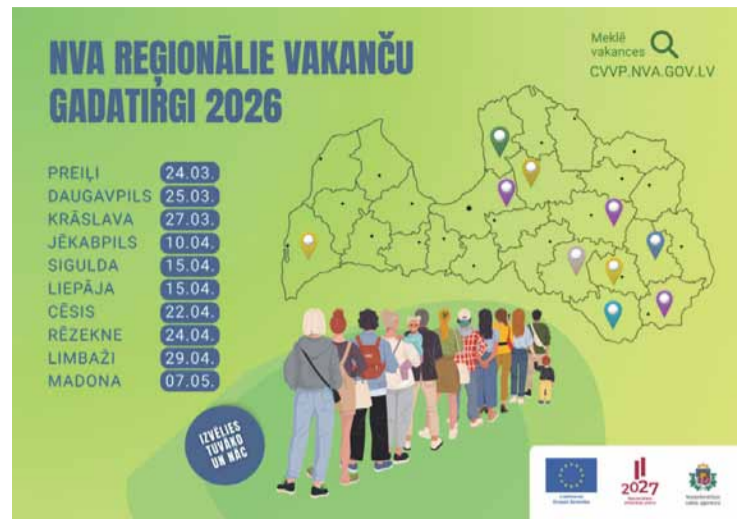 NVA REĢIONĀLIE VAKANČU
GADATIRGI 2026
Meklē
vakances
CVVP.NVA.GOV.LV
PREIĻI 24.03.
DAUGAVPILS 25.03.
KRĀSLAVA 27.03.
JĒKABPILS 10.04.
SIGULDA 15.04.
LIEPĀJA 15.04.
CĒSIS 22.04.
RĒZEKNE 24.04.
LIMBAŽI 29.04.
MADONA 07.05.
IZVĒLIES
TUVĀKO
UN NĀC
2027